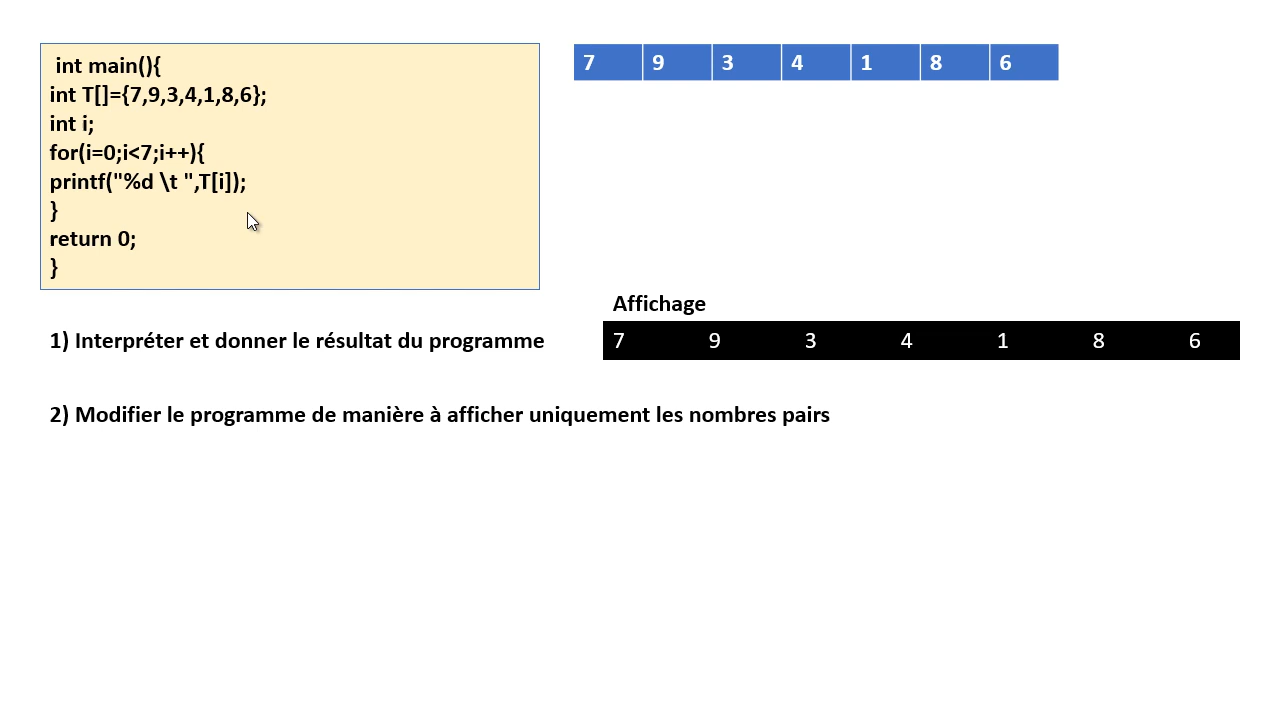 int main(){
int T[]={7,9,3,4,1,8,6};
int i;
for(i=0;i<7;i++){
printf("%d \t ",T[i]);
}
return 0;
}
7 9 3 4 1 8 6
Affichage
7 9 3 4 1 8 6
1) Interpréter et donner le résultat du programme
2) Modifier le programme de manière à afficher uniquement les nombres pairs